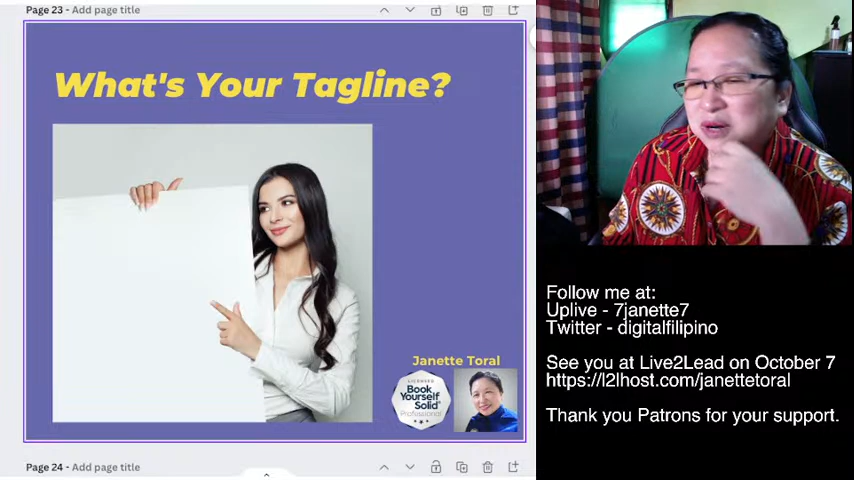 Page 23 - Add page title
What's Your Tagline?
Janette Toral
LICENSED
Book
Yourself
Solid
Professional
Page 24 - Add page title
Follow me at:
Uplive - 7janette7
Twitter - digitalfilipino
See you at Live2Lead on October 7
https://l2lhost.com/janettetoral
Thank you Patrons for your support.